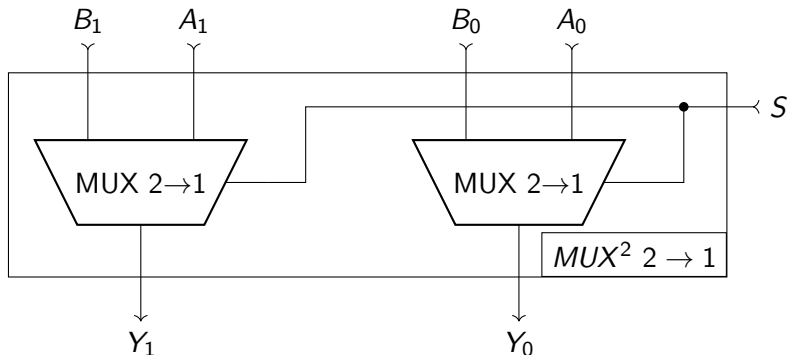 B₁ A₁ B₀ A₀
S
MUX 2→1 MUX 2→1
MUX² 2 → 1
Y₁ Y₀